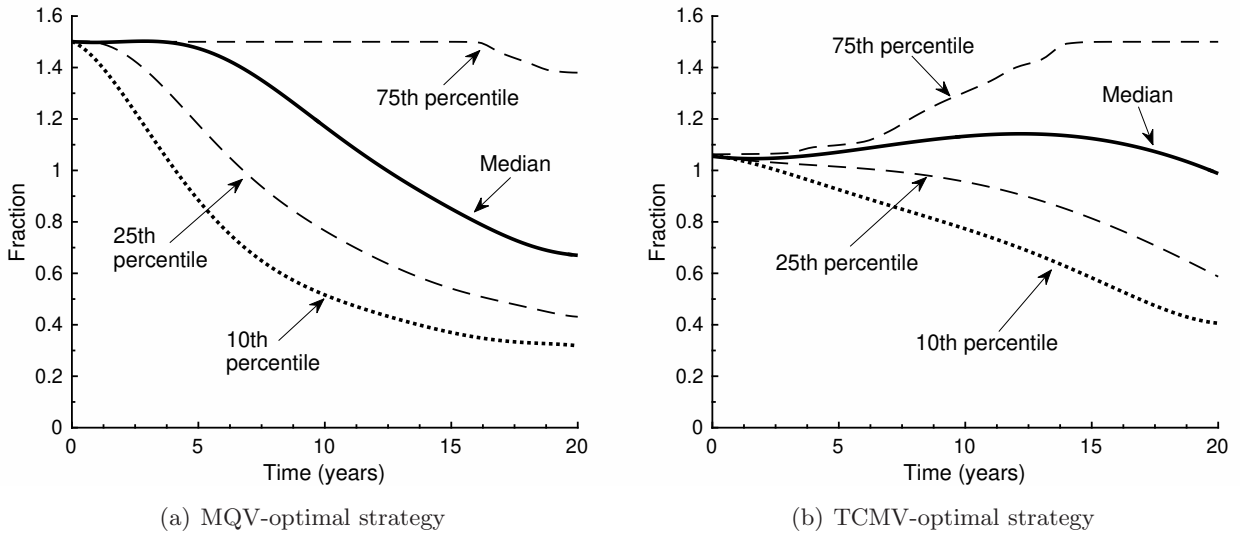 1.6
1.4
1.2
1
0.8
0.6
0.4
0.2
0
Fraction
75th percentile
Median
25th
percentile
10th
percentile
0 5 10 15 20
Time (years)
(a) MQV-optimal strategy
1.6
1.4
1.2
1
0.8
0.6
0.4
0.2
0
Fraction
75th percentile
Median
25th percentile
10th percentile
0 5 10 15 20
Time (years)
(b) TCMV-optimal strategy